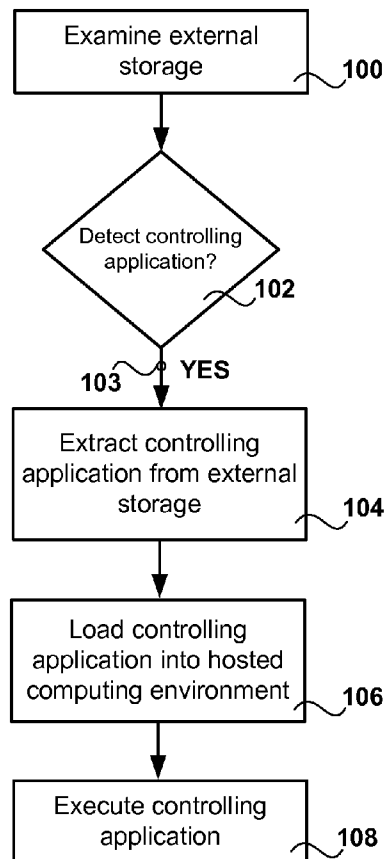 Examine external
storage
100
Detect controlling
application?
102
103
YES
Extract controlling
application from external
storage
104
Load controlling
application into hosted
computing environment
106
Execute controlling
application
108